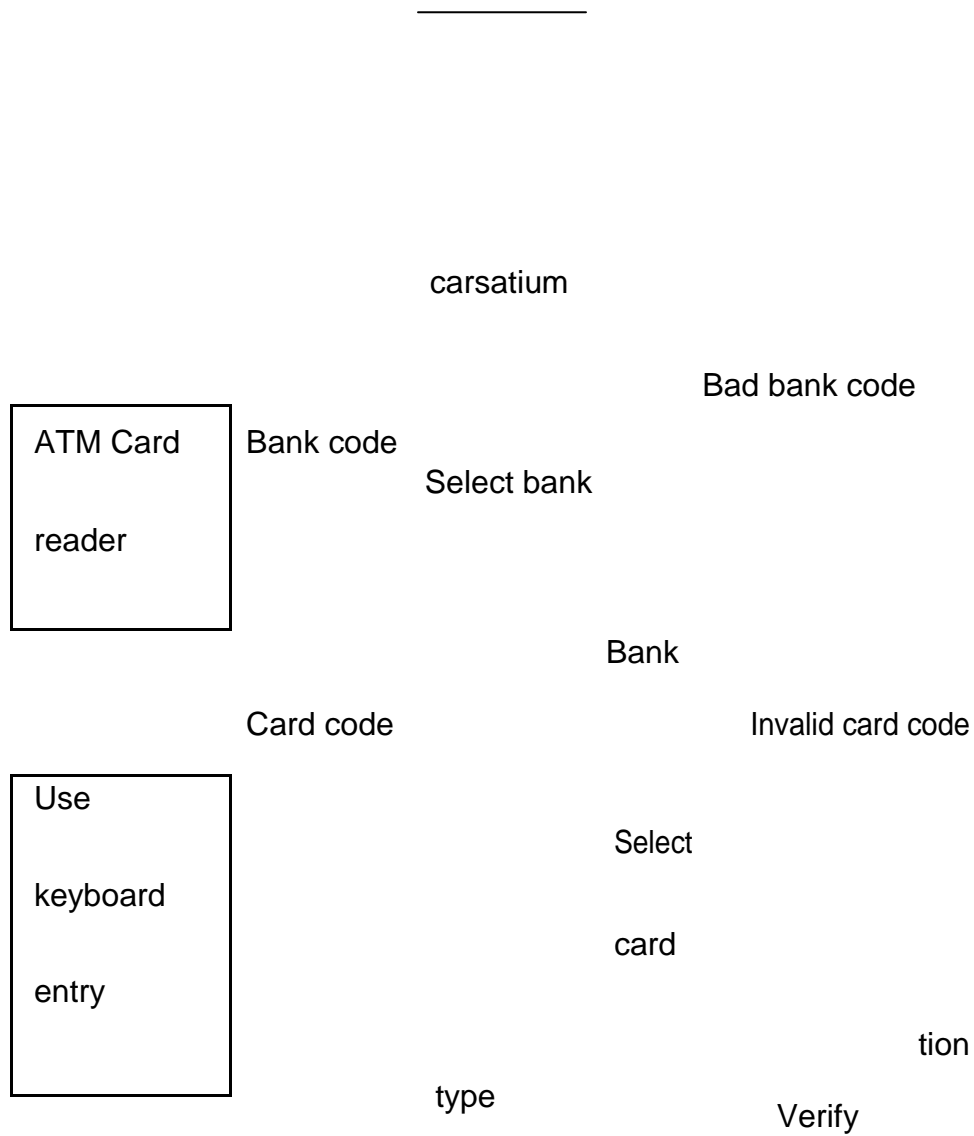 carsatium
Bad bank code
ATM Card
Bank code
Select bank
reader
Bank
Card code
Invalid card code
Use
Select
keyboard
card
entry
tion
type
Verify